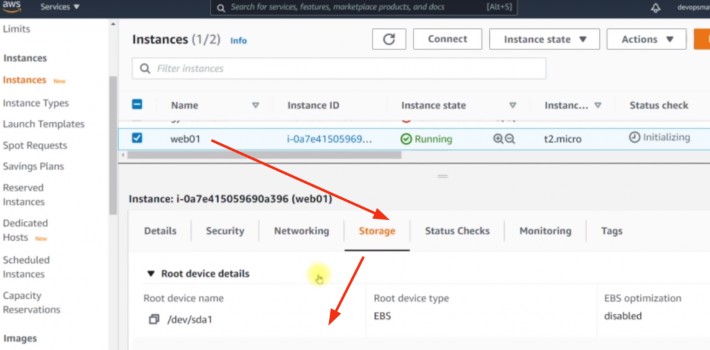 aws Services ▼ Search for services, features, marketplace products, and docs [Alt+S]
Limits
Instances
Instances New
Instance Types
Launch Templates
Spot Requests
Savings Plans
Reserved
Instances
Dedicated
Hosts New
Scheduled
Instances
Capacity
Reservations
Images
Instances (1/2) Info
Connect Instance state ▼ Actions ▼
Filter instances
Name Instance ID Instance state Instanc... Status check
web01 i-0a7e41505969... Running t2.micro Initializing
Instance: i-0a7e415059690a396 (web01)
Details Security Networking Storage Status Checks Monitoring Tags
▼ Root device details
Root device name Root device type EBS optimization
/dev/sda1 EBS disabled